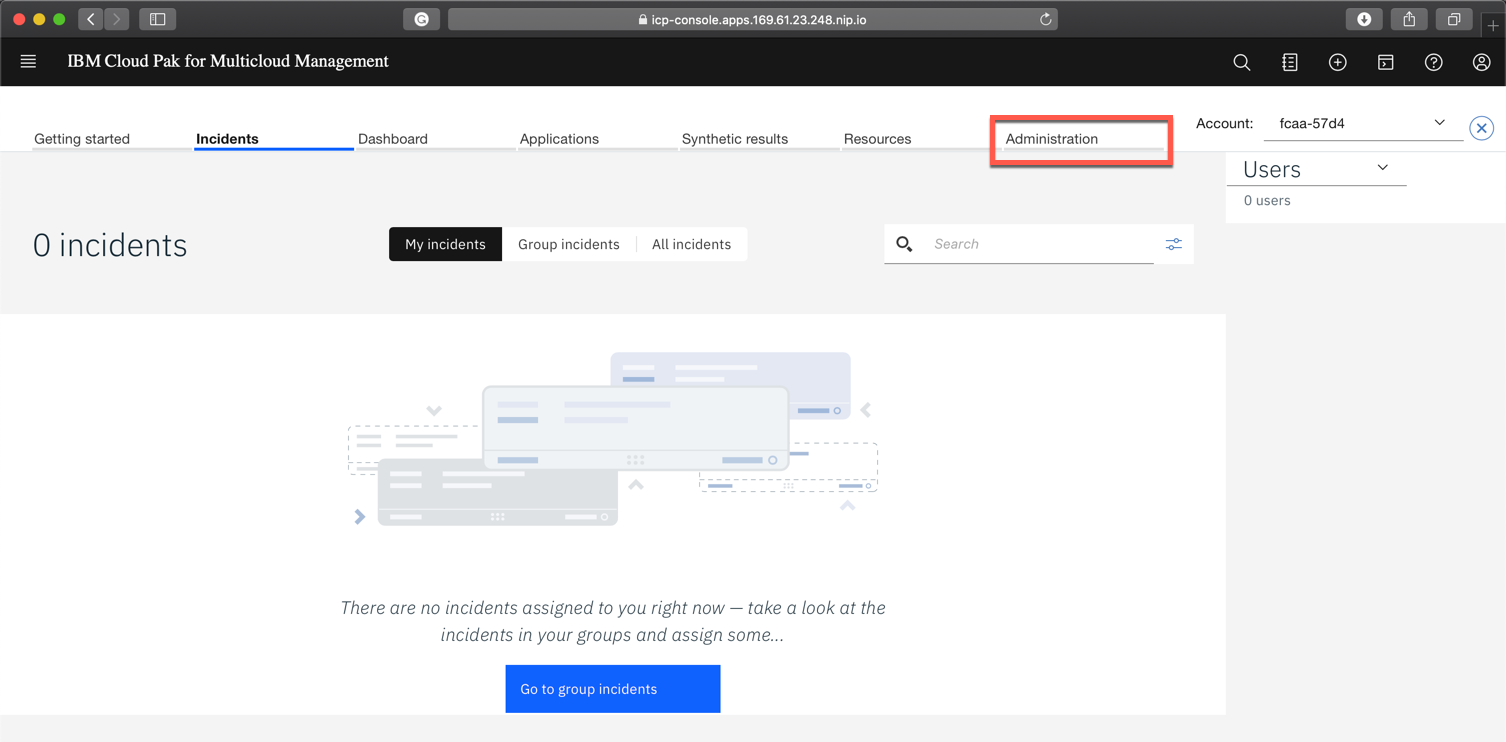 icp-console.apps.169.61.23.248.nip.io
IBM Cloud Pak for Multicloud Management
Getting started Incidents Dashboard Applications Synthetic results Resources Administration Account: fcaa-57d4
Users
0 users
0 incidents My incidents Group incidents All incidents Search
There are no incidents assigned to you right now — take a look at the
incidents in your groups and assign some...
Go to group incidents